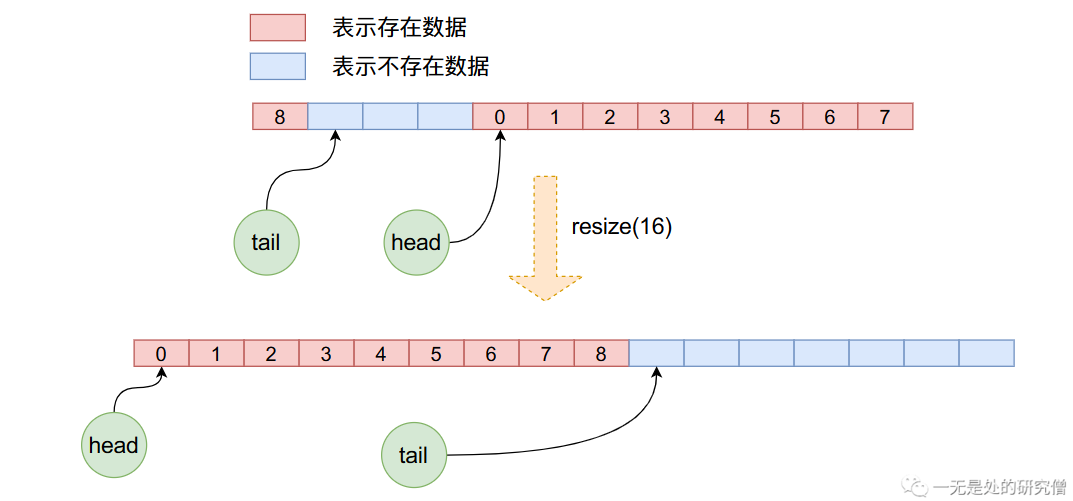 表示存在数据
表示不存在数据
8 0 1 2 3 4 5 6 7
tail
head
resize(16)
0 1 2 3 4 5 6 7 8
head
tail
一无是处的研究僧